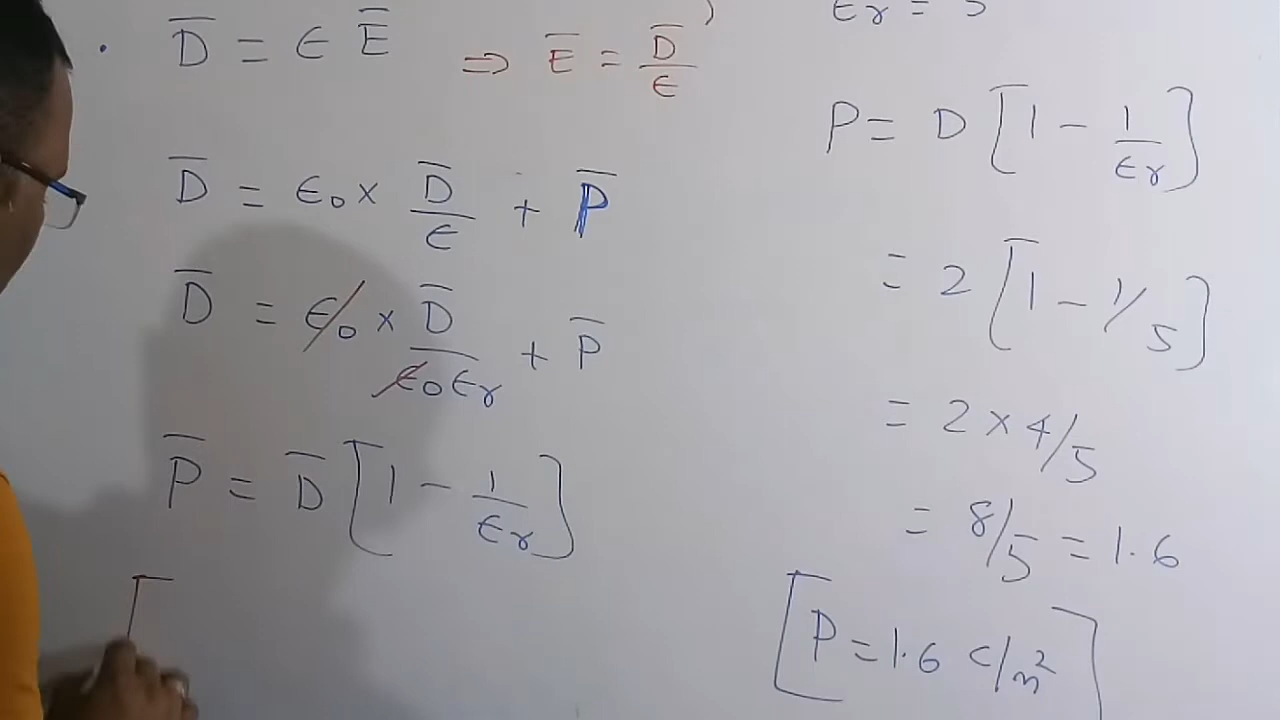 D̅ = ϵ E̅ ⇒ E̅ = D̅/ϵ
D̅ = ϵ₀ × D̅/ϵ + P̅
D̅ = ϵ₀ × D̅/ϵ₀ϵᵣ + P̅
P̅ = D̅ [1 - 1/ϵᵣ]
ϵᵣ = 5
P = D [1 - 1/ϵᵣ]
= 2 [1 - 1/5]
= 2 × 4/5
= 8/5 = 1.6
[P = 1.6 C/m²]